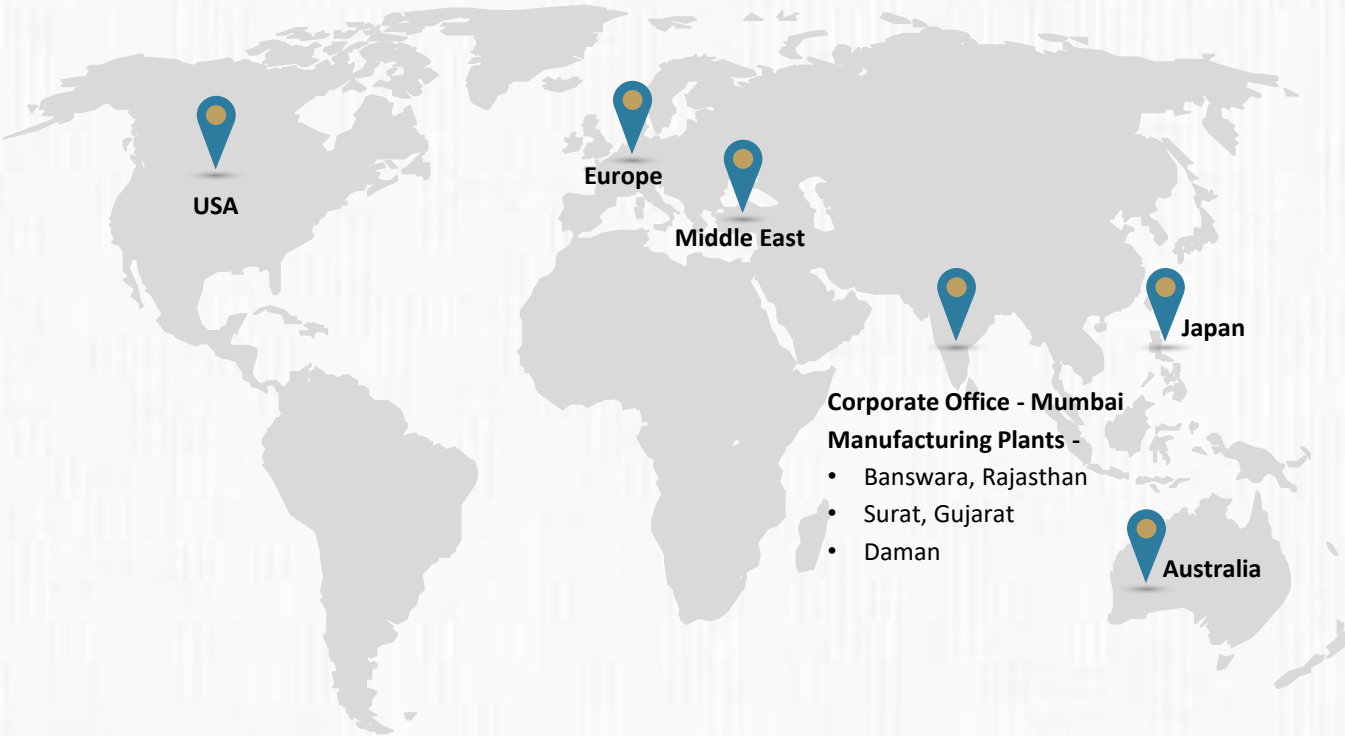 USA
Europe
Middle East
Japan
Corporate Office - Mumbai
Manufacturing Plants -
• Banswara, Rajasthan
• Surat, Gujarat
• Daman
Australia